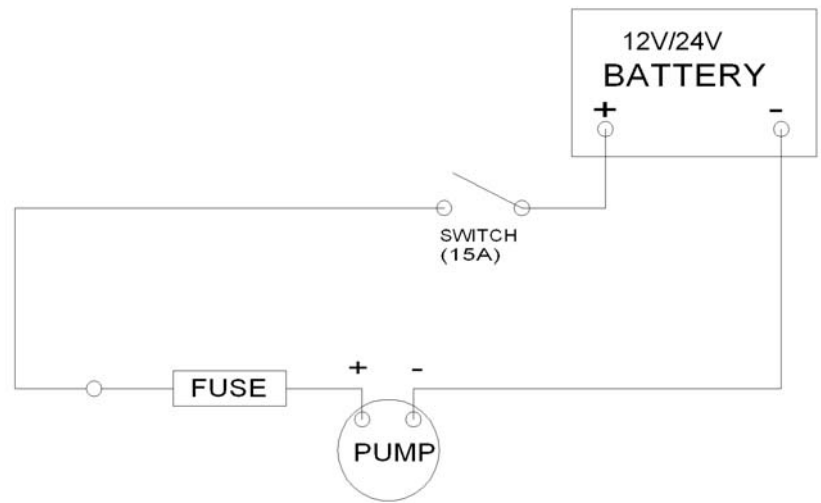 12V/24V
BATTERY
+ -
SWITCH
(15A)
+ -
FUSE
PUMP